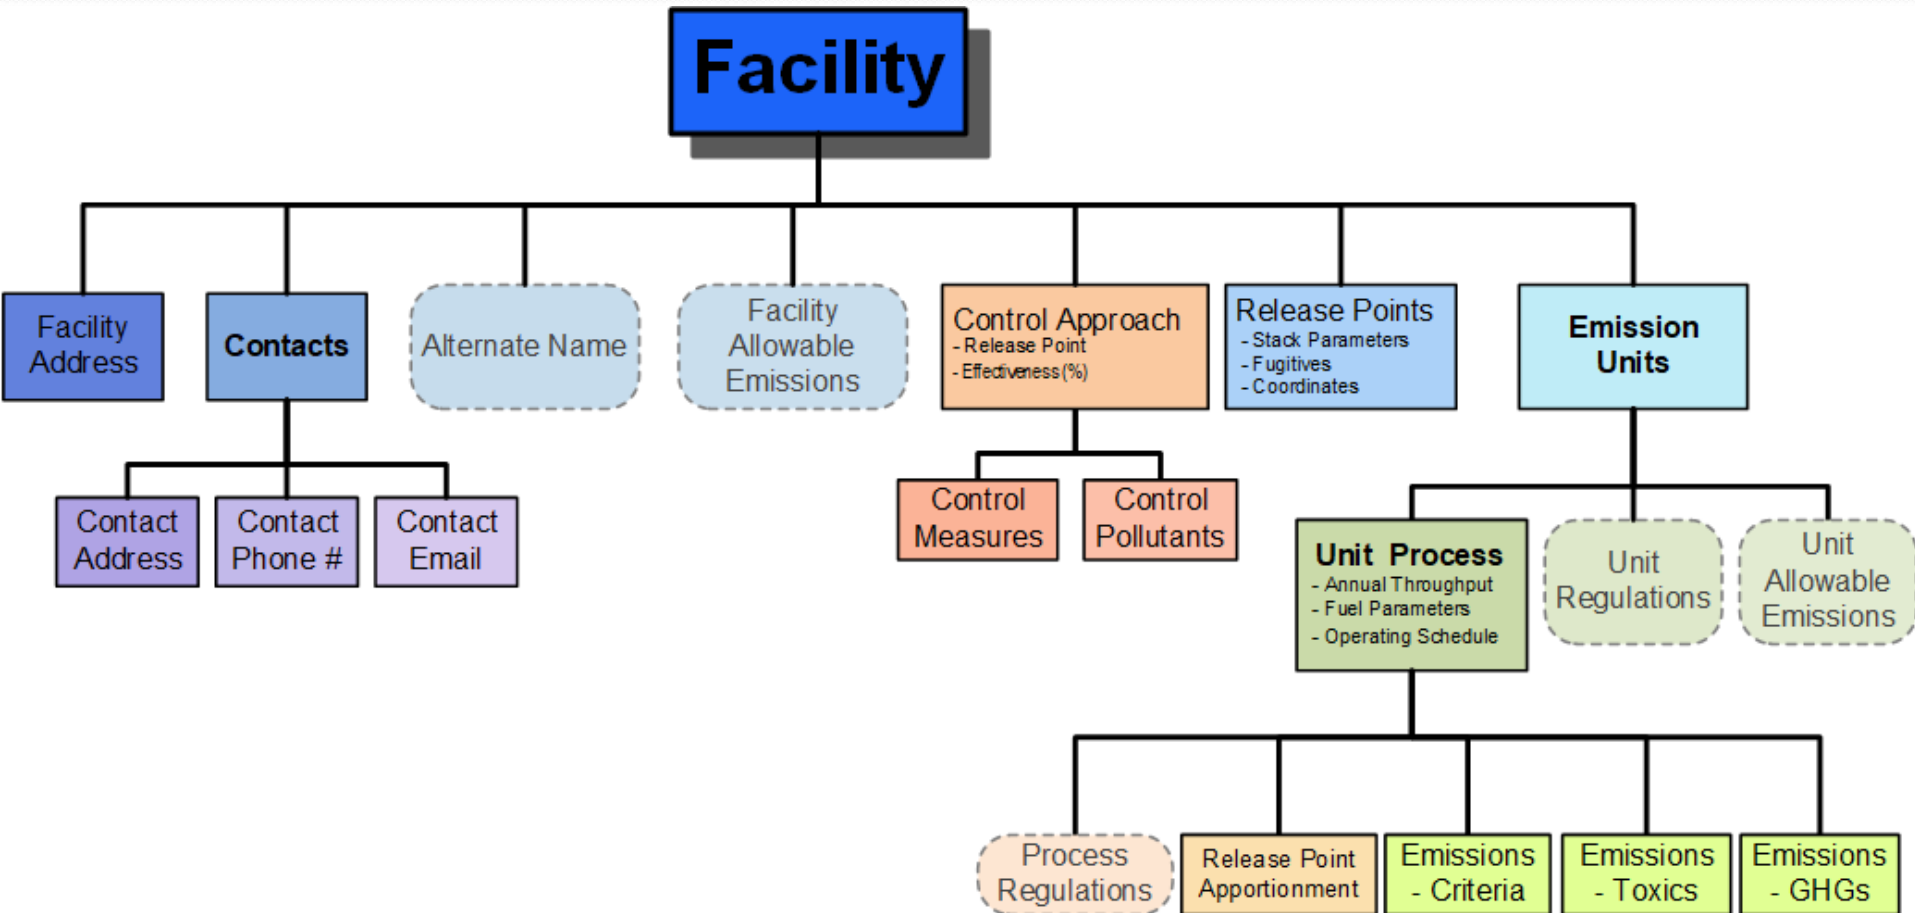 Facility
Facility
Address
Contacts
Alternate Name
Facility
Allowable
Emissions
Control Approach
- Release Point
- Effectiveness (%)
Release Points
- Stack Parameters
- Fugitives
- Coordinates
Emission
Units
Contact
Address
Contact
Phone #
Contact
Email
Control
Measures
Control
Pollutants
Unit Process
- Annual Throughput
- Fuel Parameters
- Operating Schedule
Unit
Regulations
Unit
Allowable
Emissions
Process
Regulations
Release Point
Apportionment
Emissions
- Criteria
Emissions
- Toxics
Emissions
- GHGs